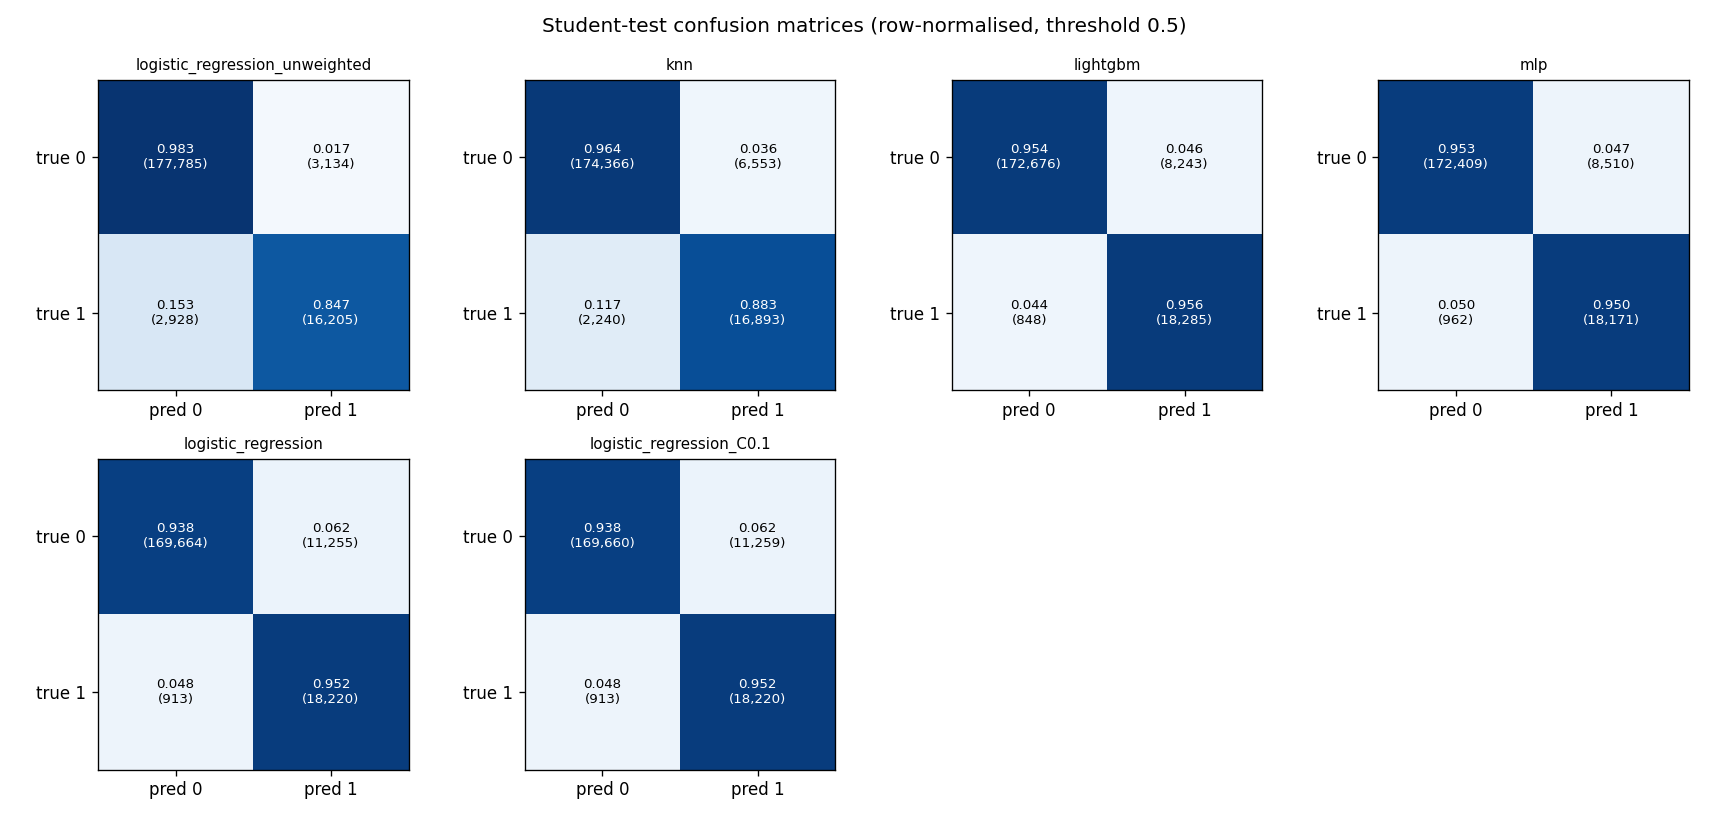 Student-test confusion matrices (row-normalised, threshold 0.5)
logistic_regression_unweighted
true 0
0.983
(177,785)
0.017
(3,134)
true 1
0.153
(2,928)
0.847
(16,205)
pred 0
pred 1
knn
true 0
0.964
(174,366)
0.036
(6,553)
true 1
0.117
(2,240)
0.883
(16,893)
pred 0
pred 1
lightgbm
true 0
0.954
(172,676)
0.046
(8,243)
true 1
0.044
(848)
0.956
(18,285)
pred 0
pred 1
mlp
true 0
0.953
(172,409)
0.047
(8,510)
true 1
0.050
(962)
0.950
(18,171)
pred 0
pred 1
logistic_regression
true 0
0.938
(169,664)
0.062
(11,255)
true 1
0.048
(913)
0.952
(18,220)
pred 0
pred 1
logistic_regression_C0.1
true 0
0.938
(169,660)
0.062
(11,259)
true 1
0.048
(913)
0.952
(18,220)
pred 0
pred 1